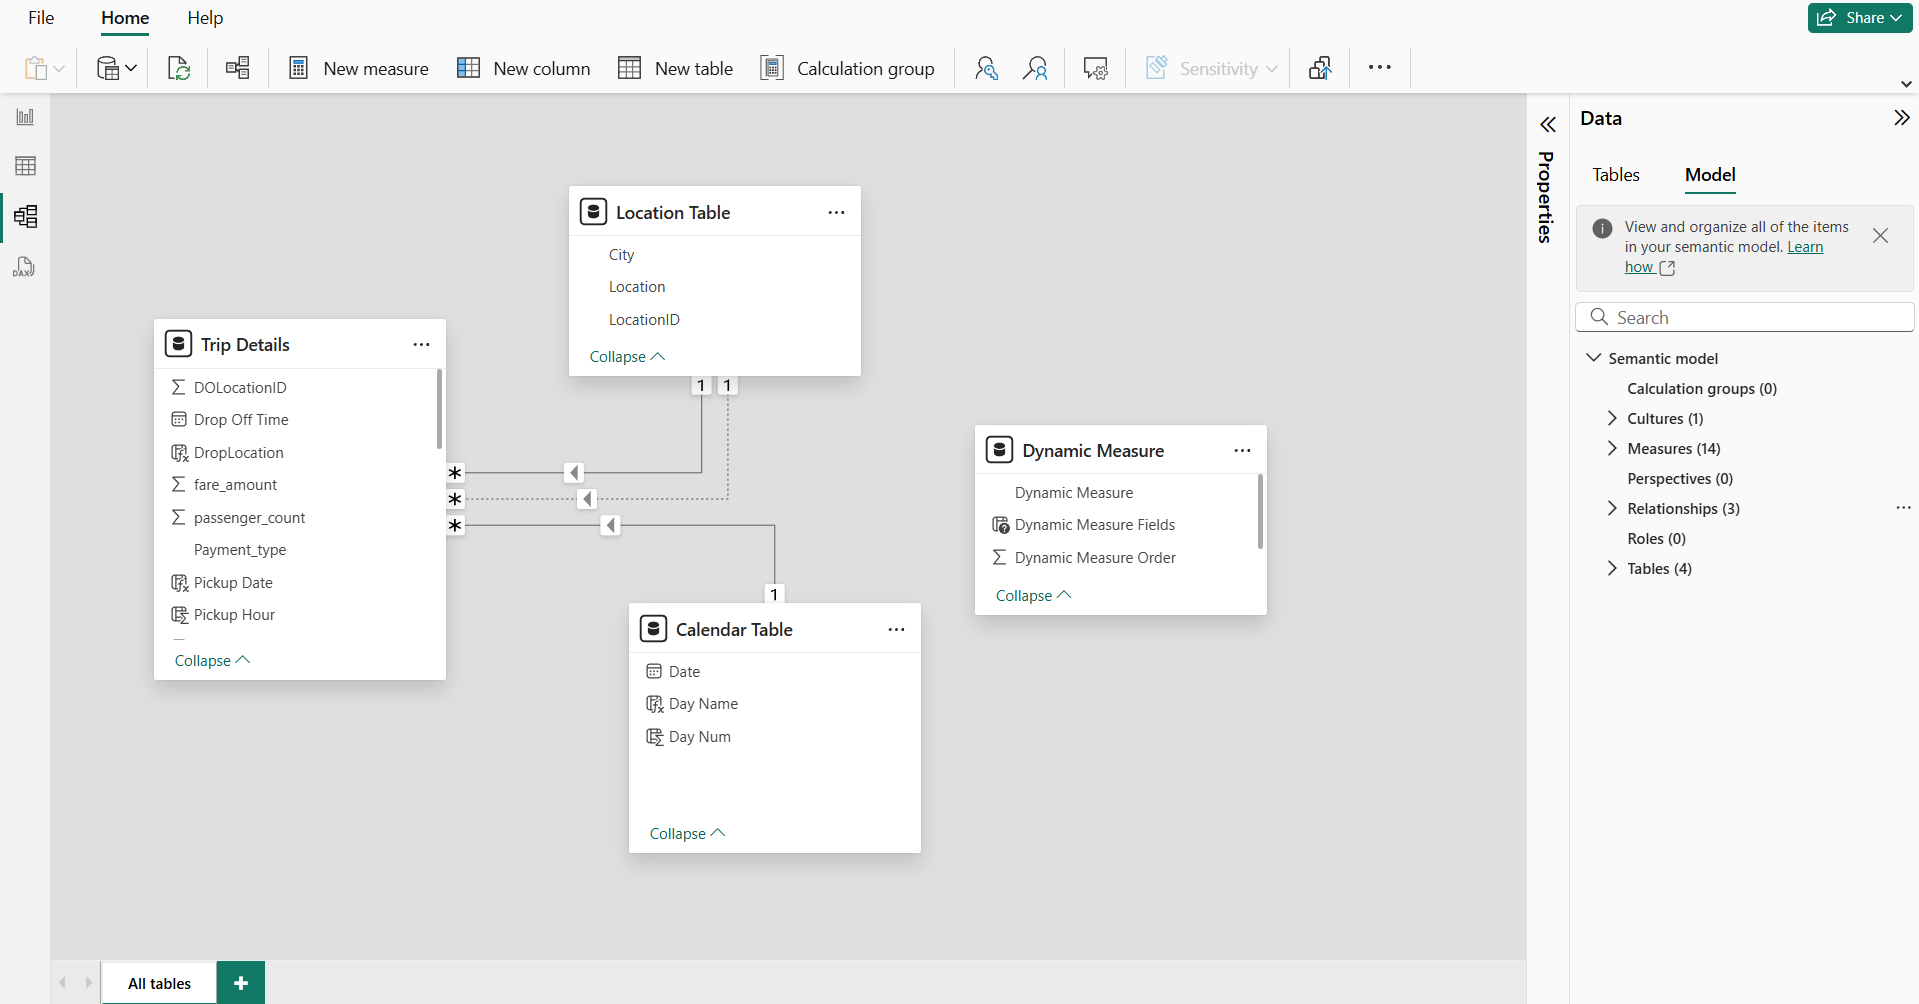 File Home Help Share
New measure New column New table Calculation group Sensitivity
DAX
Location Table
City
Location
LocationID
Collapse
1 1
Trip Details
DOLocationID
Drop Off Time
DropLocation
fare_amount
passenger_count
Payment_type
Pickup Date
Pickup Hour
Collapse
*
*
*
1
Dynamic Measure
Dynamic Measure
Dynamic Measure Fields
Dynamic Measure Order
Collapse
Calendar Table
Date
Day Name
Day Num
Collapse
All tables
Properties
Data
Tables Model
View and organize all of the items
in your semantic model. Learn
how
Search
Semantic model
Calculation groups (0)
Cultures (1)
Measures (14)
Perspectives (0)
Relationships (3)
Roles (0)
Tables (4)